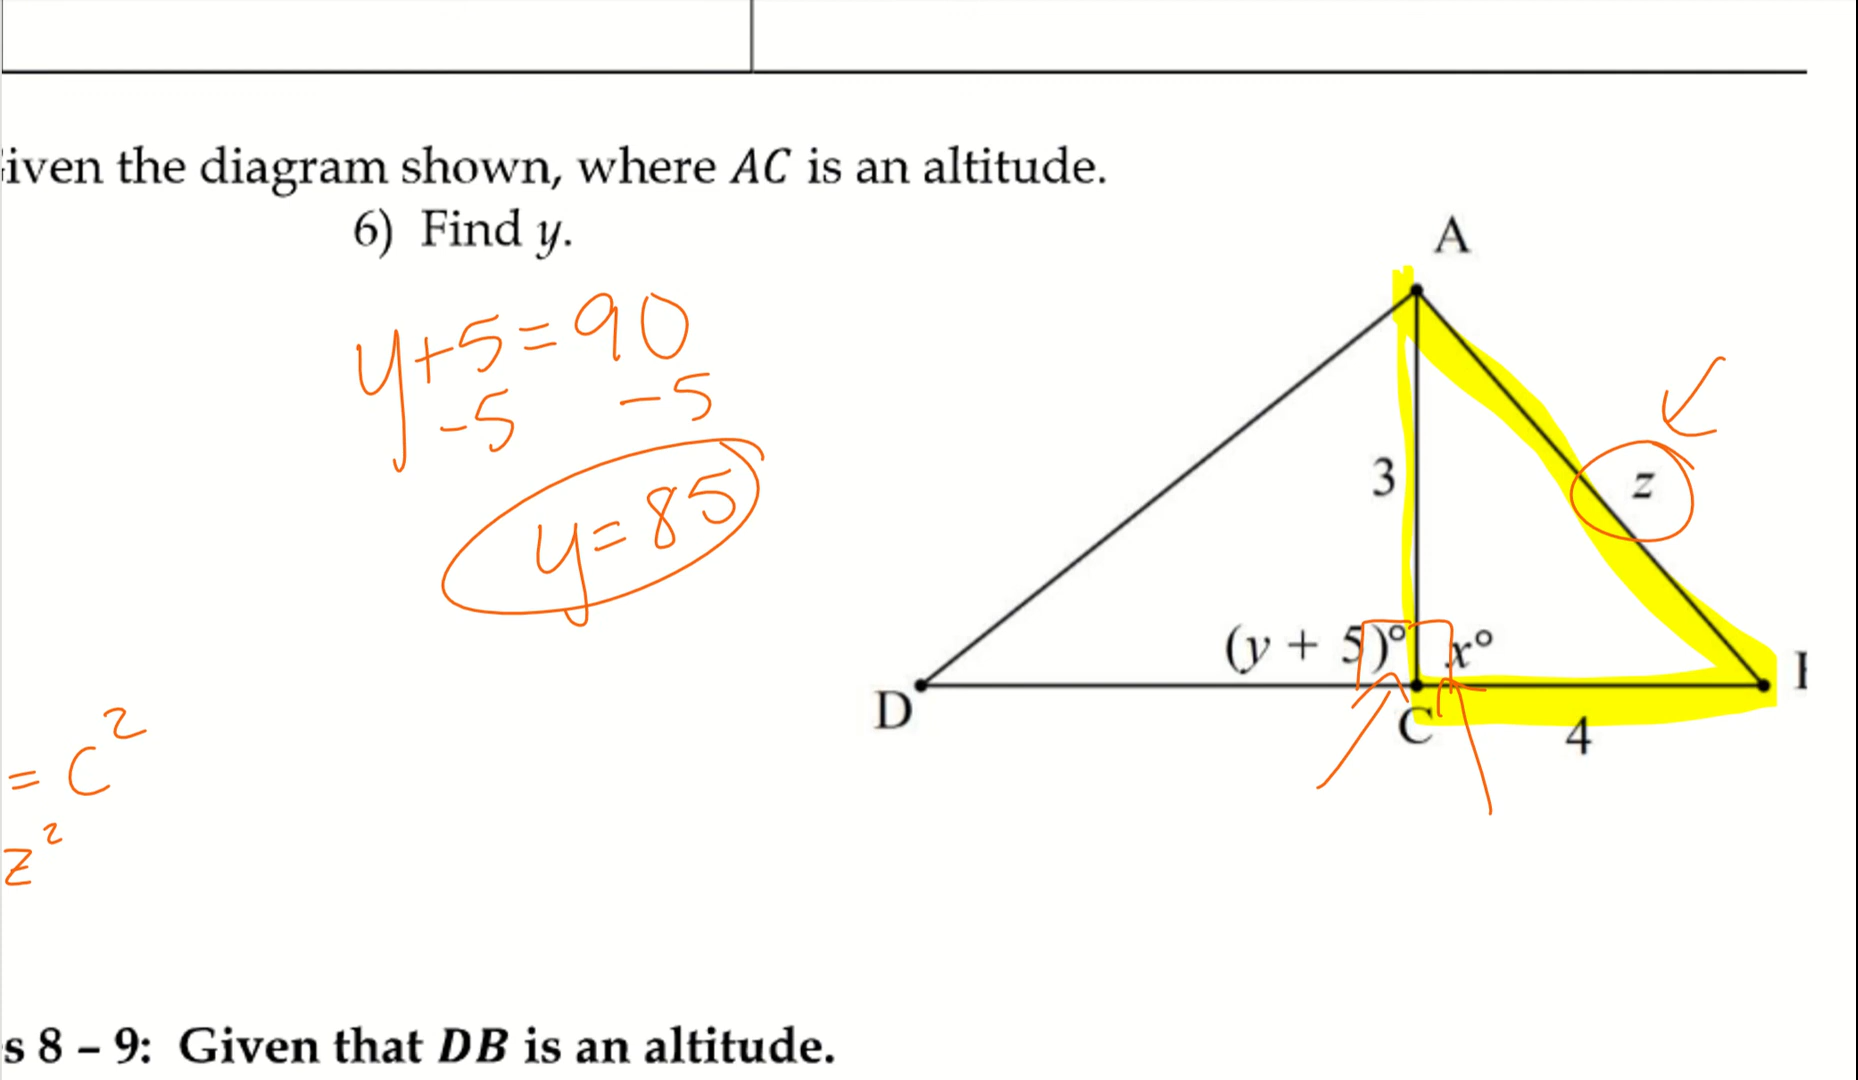 iven the diagram shown, where AC is an altitude.
6) Find y.
y+5=90
-5 -5
y=85
A
3
z
(y + 5)° x°
D
C
4
= c²
z²
s 8 – 9: Given that DB is an altitude.